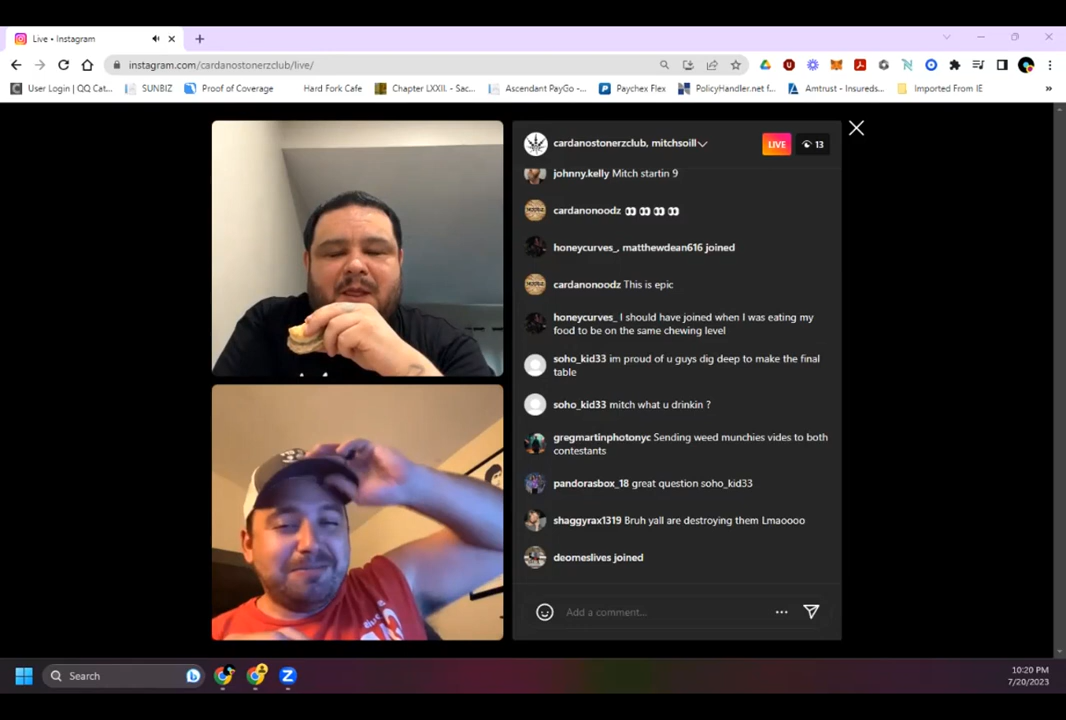 Live • Instagram
instagram.com/cardanostonerzclub/live/
User Login | QQ Cat...
SUNBIZ
Proof of Coverage
Hard Fork Cafe
Chapter LXXII. - Sac...
Ascendant PayGo -...
Paychex Flex
PolicyHandler.net f...
Amtrust - Insureds...
Imported From IE
»
cardanostonerzclub, mitchsoill
LIVE
13
johnny.kelly Mitch startin 9
cardanonoodz 👀 👀 👀 👀
honeycurves_, matthewdean616 joined
cardanonoodz This is epic
honeycurves_ I should have joined when I was eating my
food to be on the same chewing level
soho_kid33 im proud of u guys dig deep to make the final
table
soho_kid33 mitch what u drinkin ?
gregmartinphotonyc Sending weed munchies vides to both
contestants
pandorasbox_18 great question soho_kid33
shaggyrax1319 Bruh yall are destroying them Lmaoooo
deomeslives joined
Add a comment...
Search
10:20 PM
7/20/2023